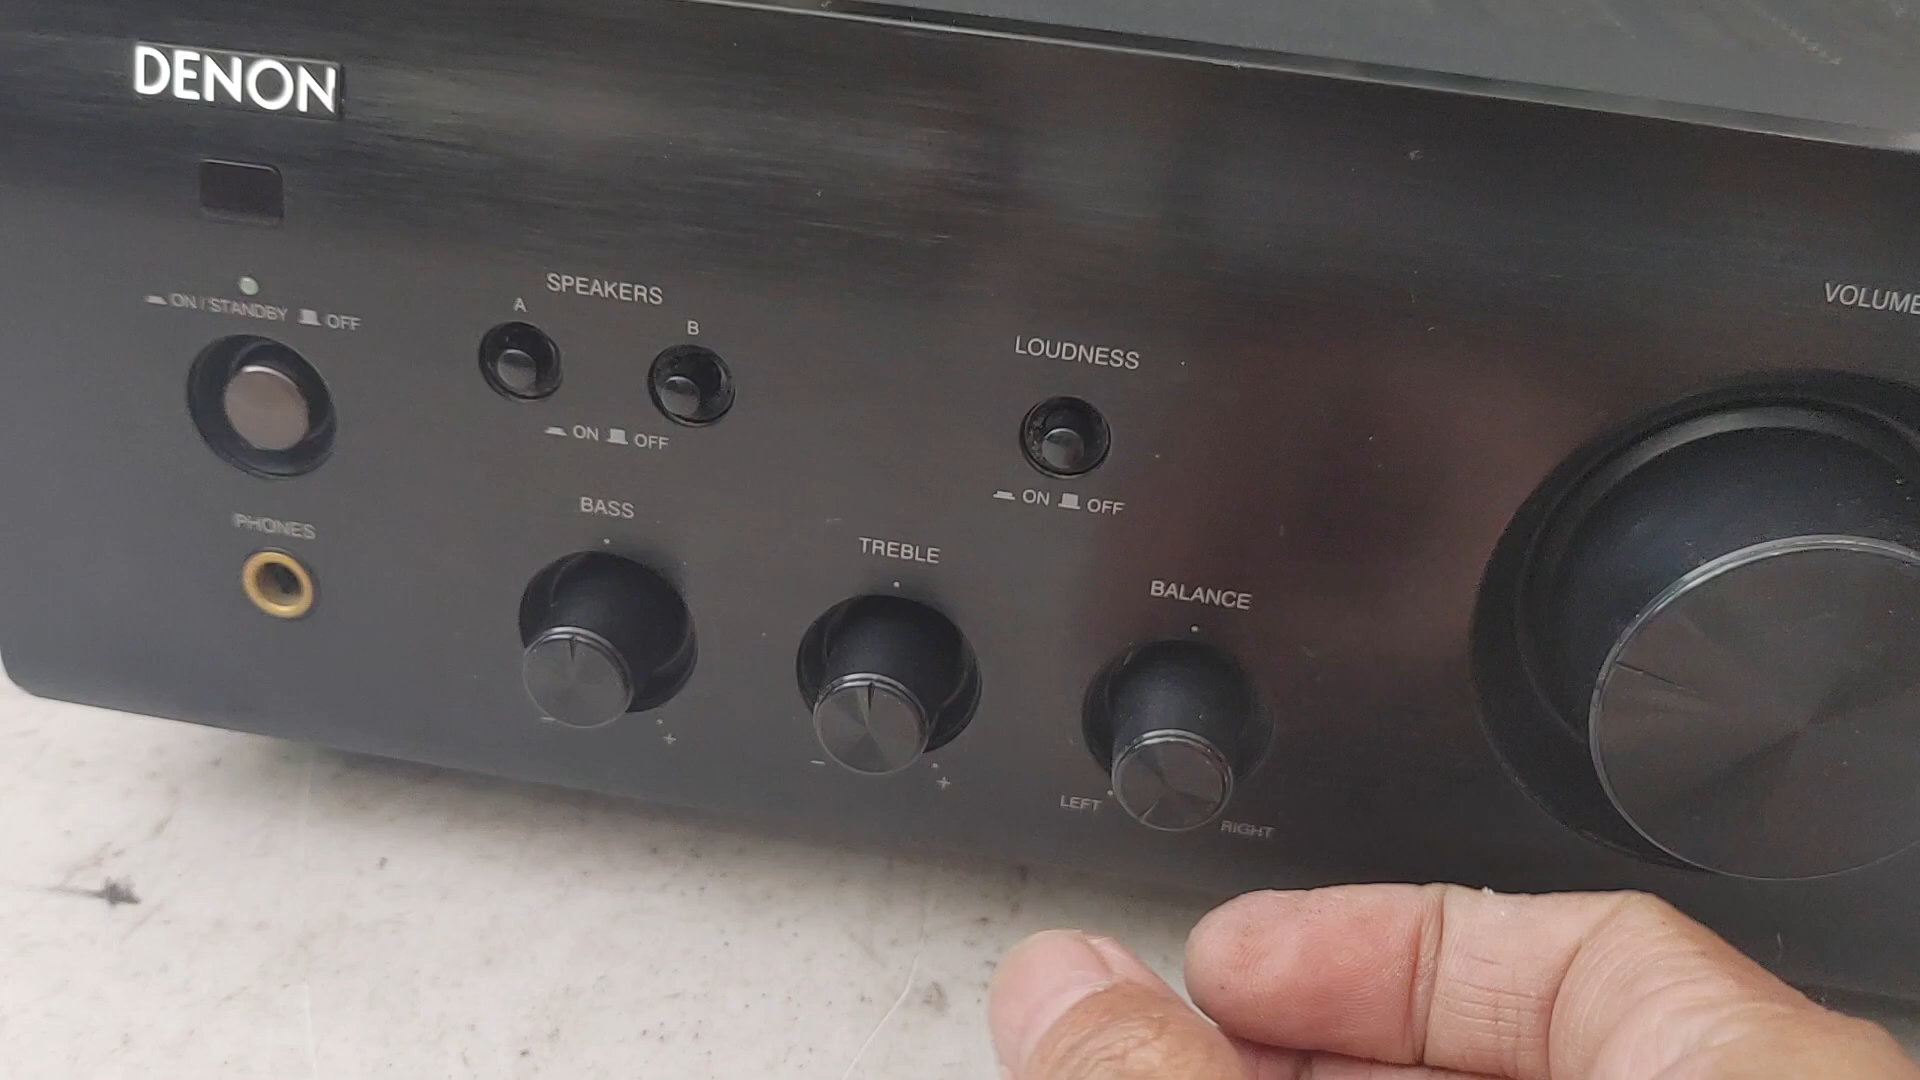 DENON
ON / STANDBY OFF
SPEAKERS
A
B
ON OFF
LOUDNESS
ON OFF
VOLUME
PHONES
BASS
- +
TREBLE
- +
BALANCE
LEFT
RIGHT